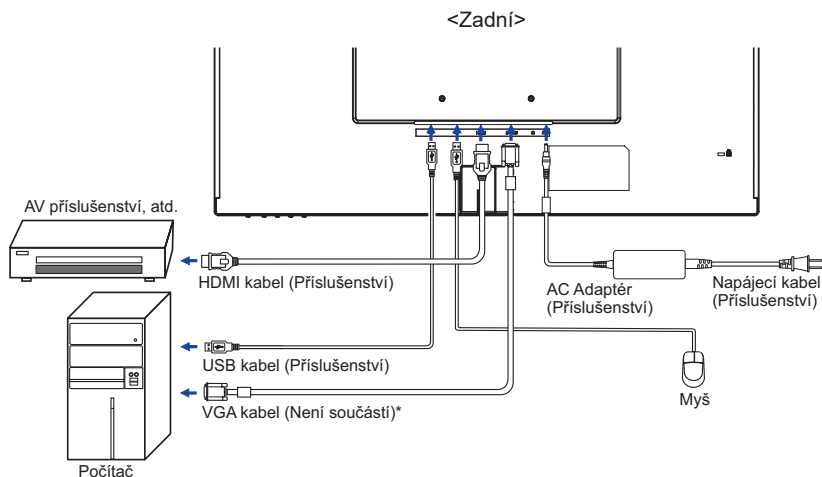 <Zadní>
AV příslušenství, atd.
HDMI kabel (Příslušenství)
AC Adaptér
(Příslušenství)
Napájecí kabel
(Příslušenství)
USB kabel (Příslušenství)
VGA kabel (Není součástí)*
Myš
Počítač